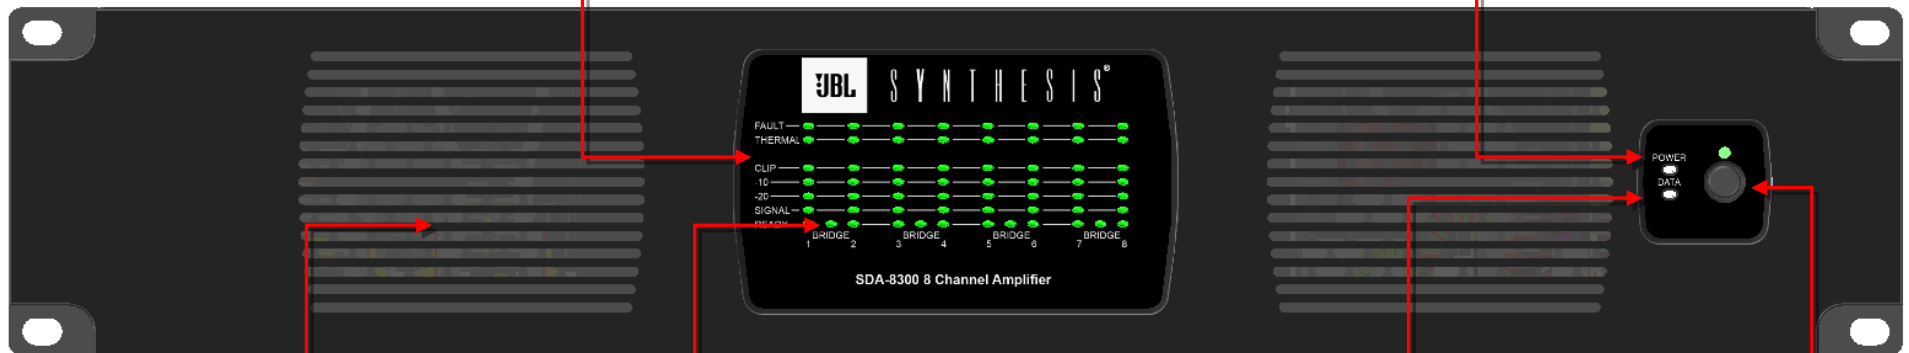 JBL SYNTHESIS®
FAULT
THERMAL
CLIP
-10
-20
SIGNAL
READY
BRIDGE BRIDGE BRIDGE BRIDGE
1 2 3 4 5 6 7 8
SDA-8300 8 Channel Amplifier
POWER
DATA